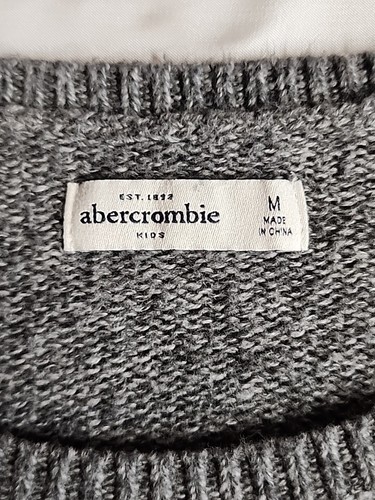 EST. 1892
abercrombie
KIDS
M
MADE
IN CHINA